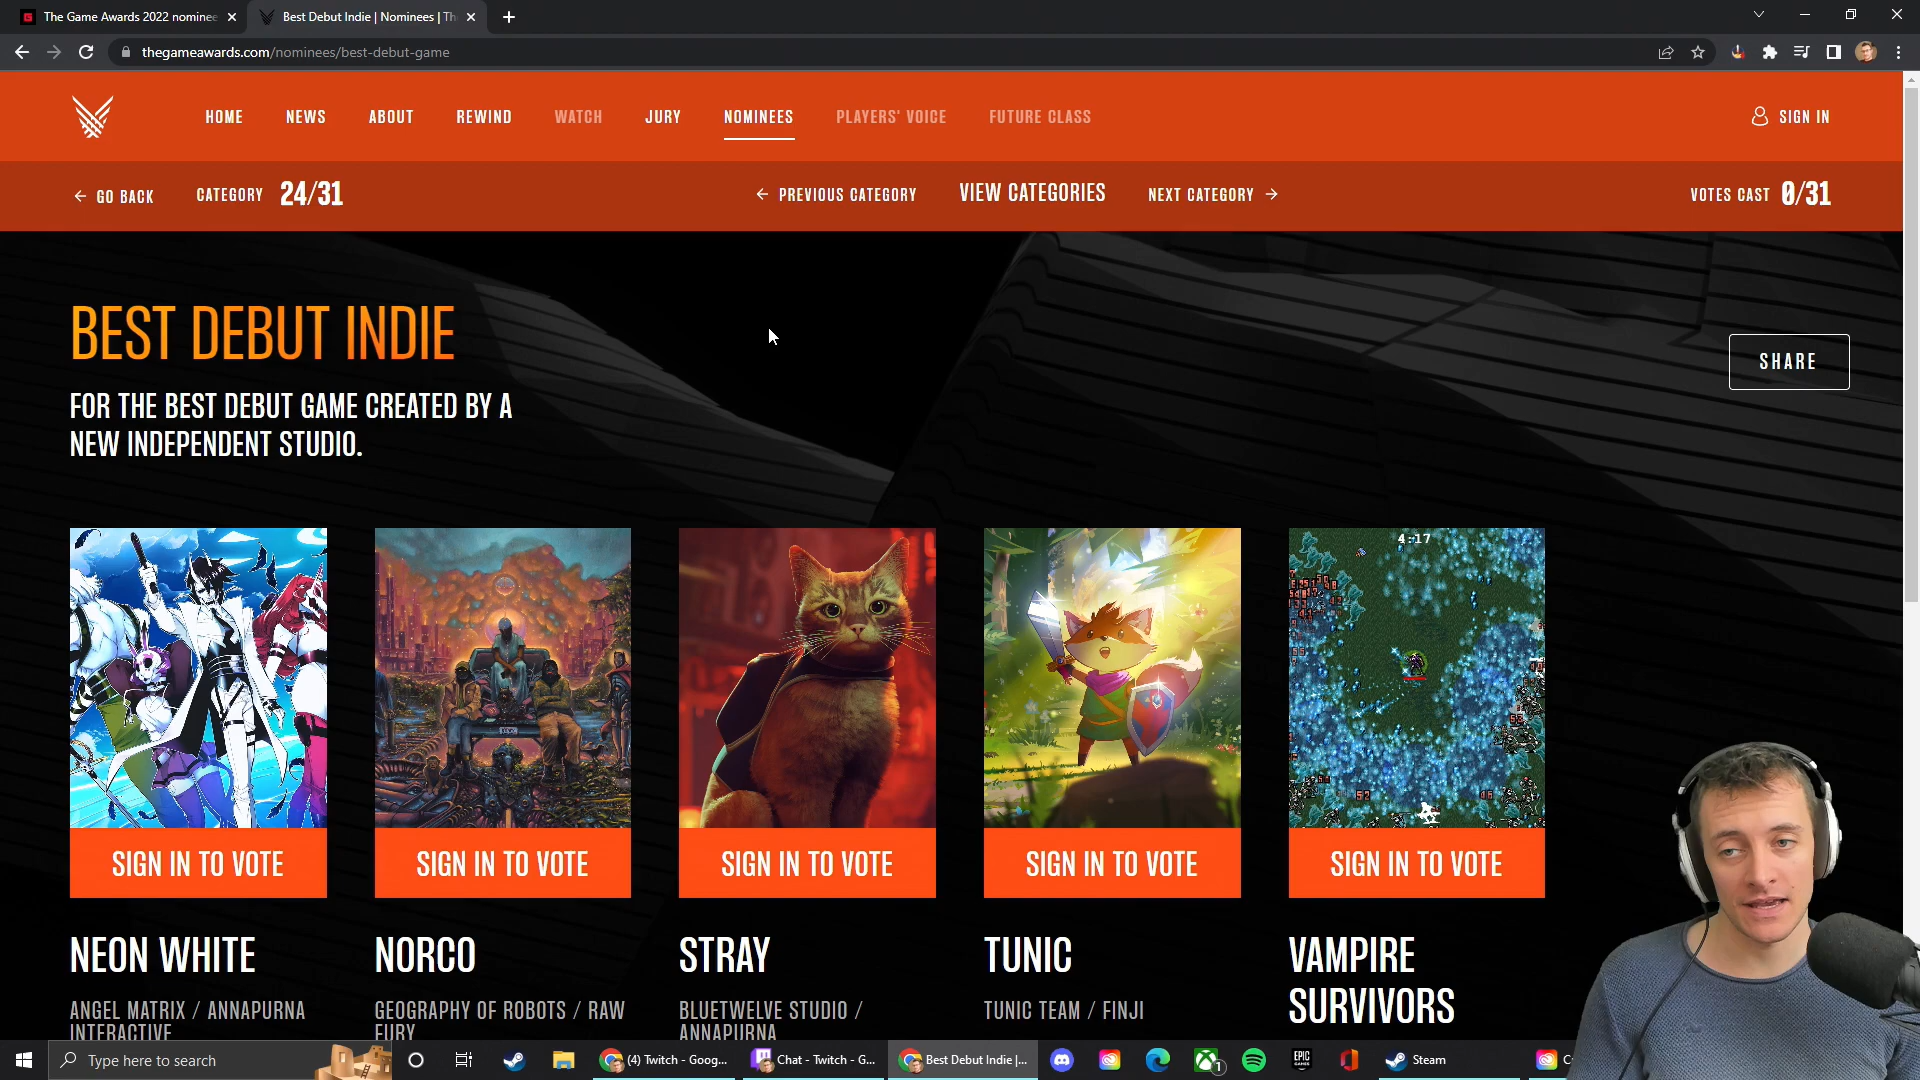 The Game Awards 2022 nominee
Best Debut Indie | Nominees | Th
thegameawards.com/nominees/best-debut-game
HOME NEWS ABOUT REWIND WATCH JURY NOMINEES PLAYERS' VOICE FUTURE CLASS SIGN IN
← GO BACK CATEGORY 24/31 ← PREVIOUS CATEGORY VIEW CATEGORIES NEXT CATEGORY → VOTES CAST 0/31
BEST DEBUT INDIE
SHARE
FOR THE BEST DEBUT GAME CREATED BY A
NEW INDEPENDENT STUDIO.
4:17
SIGN IN TO VOTE SIGN IN TO VOTE SIGN IN TO VOTE SIGN IN TO VOTE SIGN IN TO VOTE
NEON WHITE
ANGEL MATRIX / ANNAPURNA
INTERACTIVE
NORCO
GEOGRAPHY OF ROBOTS / RAW
FURY
STRAY
BLUETWELVE STUDIO /
ANNAPURNA
TUNIC
TUNIC TEAM / FINJI
VAMPIRE
SURVIVORS
Type here to search
(4) Twitch - Goog...
Chat - Twitch - G...
Best Debut Indie |...
EPIC
GAMES
Steam